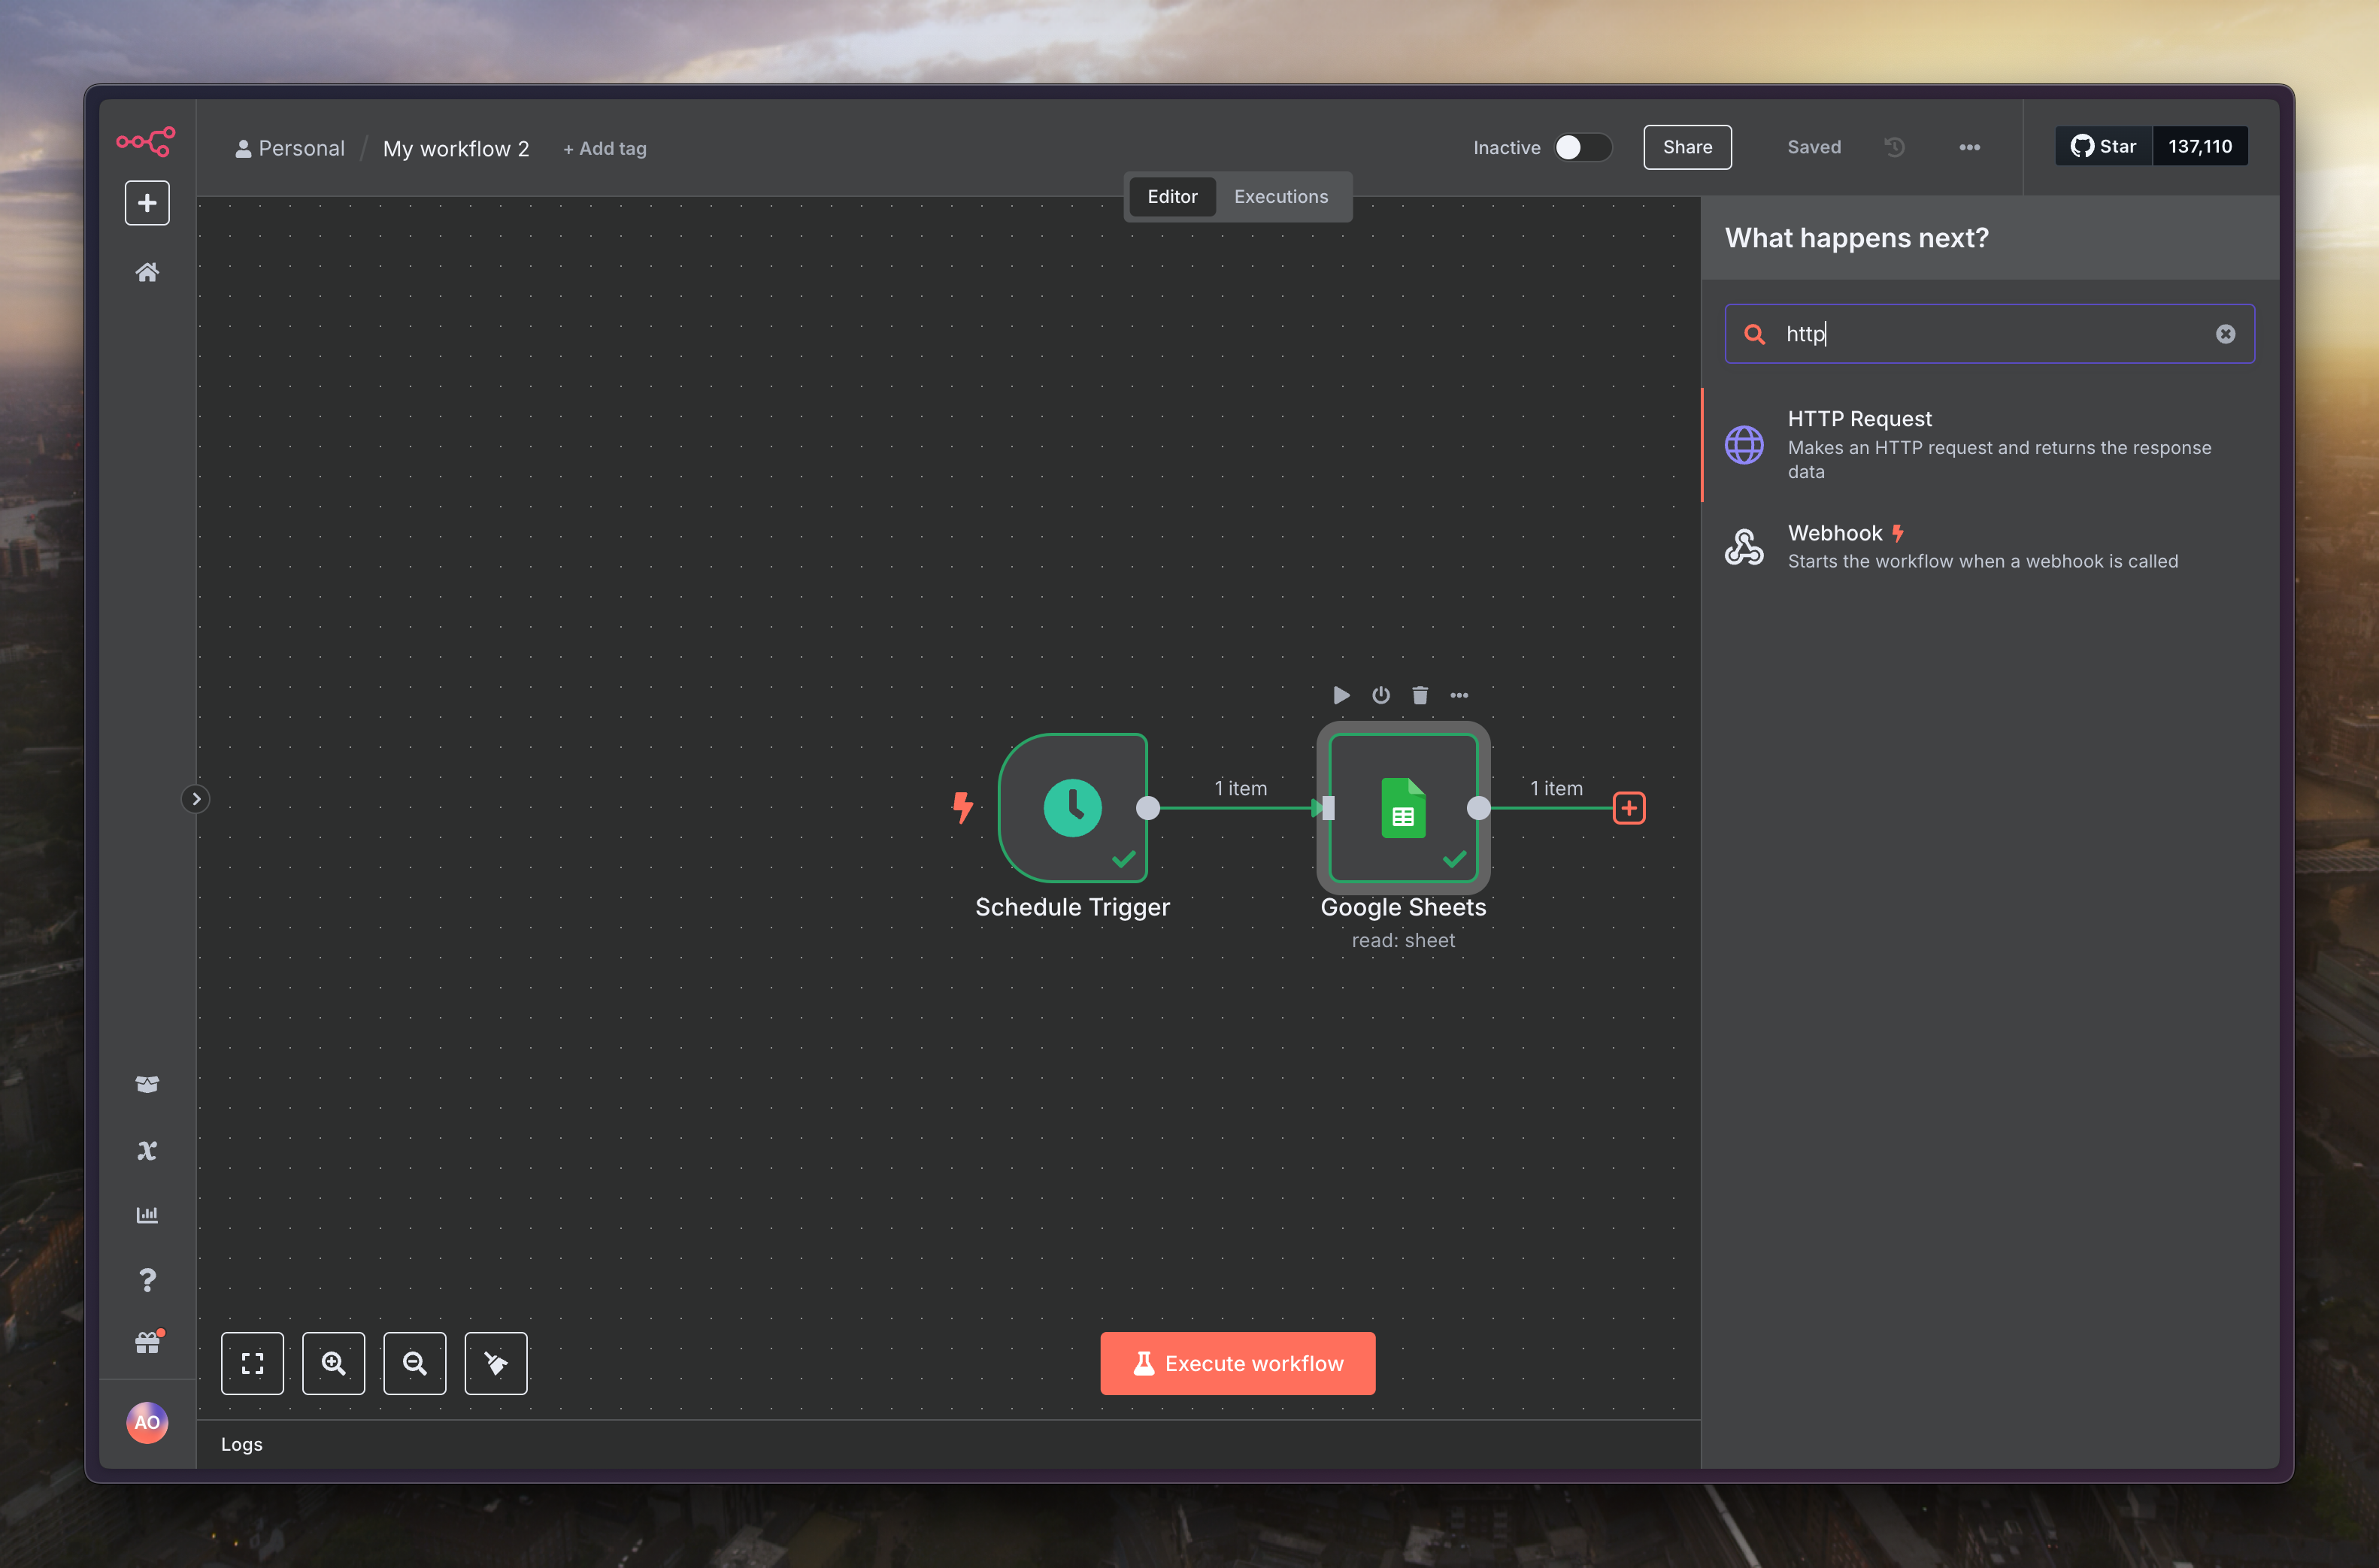 Personal / My workflow 2 + Add tag
Inactive Share Saved Star 137,110
Editor Executions
What happens next?
http
HTTP Request
Makes an HTTP request and returns the response
data
Webhook
Starts the workflow when a webhook is called
1 item 1 item
Schedule Trigger Google Sheets
read: sheet
Execute workflow
AO
Logs